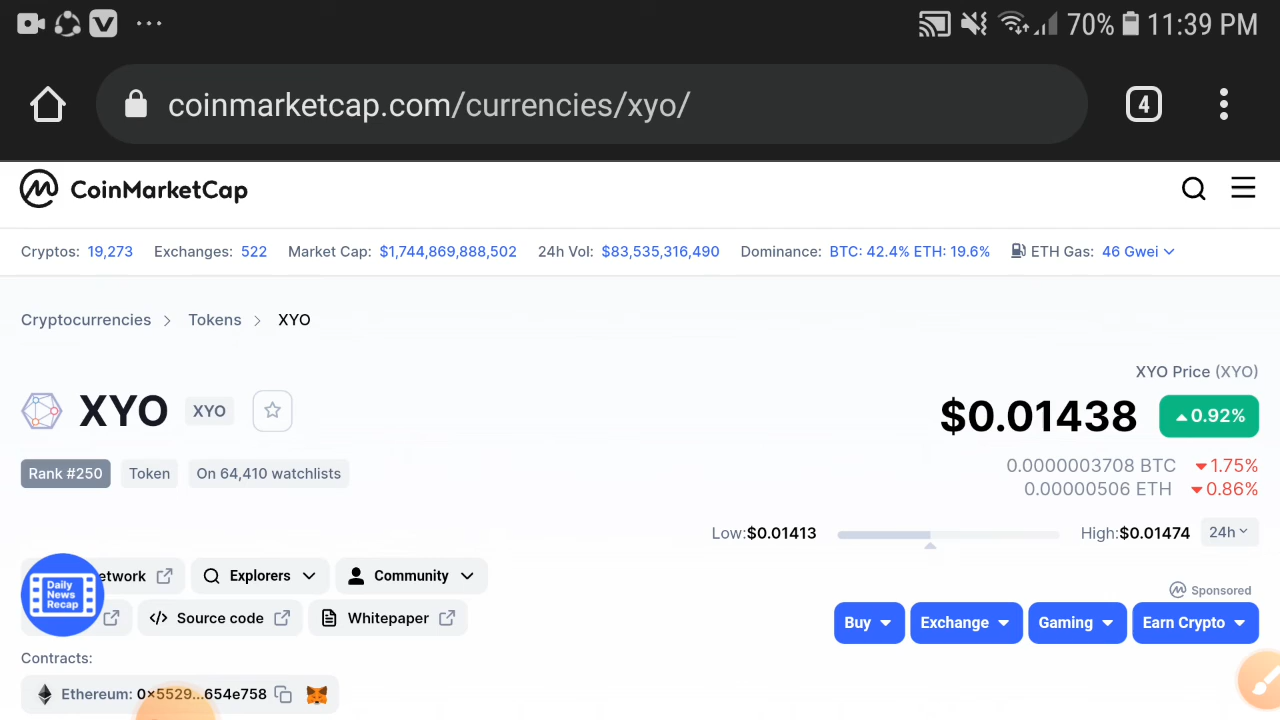 70% 11:39 PM
coinmarketcap.com/currencies/xyo/
4
CoinMarketCap
Cryptos: 19,273 Exchanges: 522 Market Cap: $1,744,869,888,502 24h Vol: $83,535,316,490 Dominance: BTC: 42.4% ETH: 19.6% ETH Gas: 46 Gwei
Cryptocurrencies > Tokens > XYO
XYO Price (XYO)
XYO XYO
$0.01438 0.92%
0.0000003708 BTC 1.75%
0.00000506 ETH 0.86%
Rank #250 Token On 64,410 watchlists
Low:$0.01413 High:$0.01474 24h
etwork Explorers Community
Daily
News
Recap
Sponsored
Source code Whitepaper
Buy Exchange Gaming Earn Crypto
Contracts:
Ethereum: 0x5529...654e758